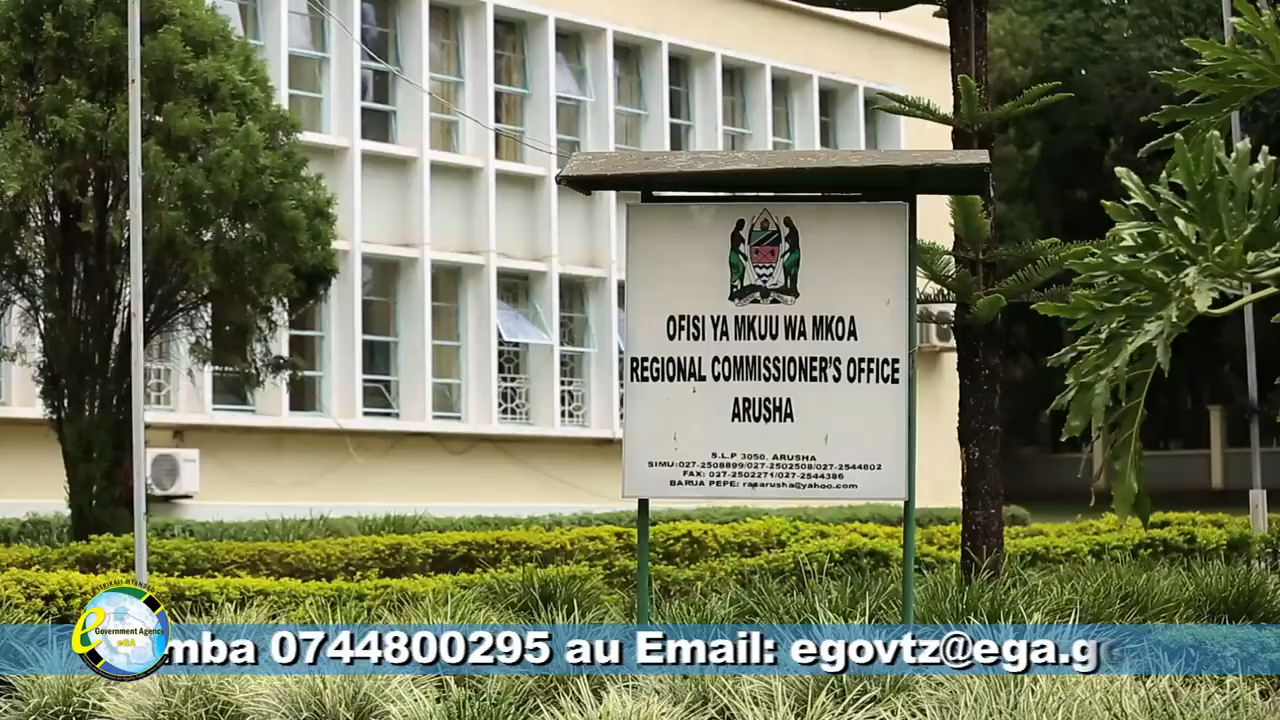 OFISI YA MKUU WA MKOA
REGIONAL COMMISSIONER'S OFFICE
ARUSHA
S.L.P 3050, ARUSHA
SIMU:027-2508899/027-2502508/027-2544802
FAX: 027-2502271/027-2544386
BARUA PEPE: rasarusha@yahoo.com
e
Government Agency
eGA
mba 0744800295 au Email: egovtz@ega.g